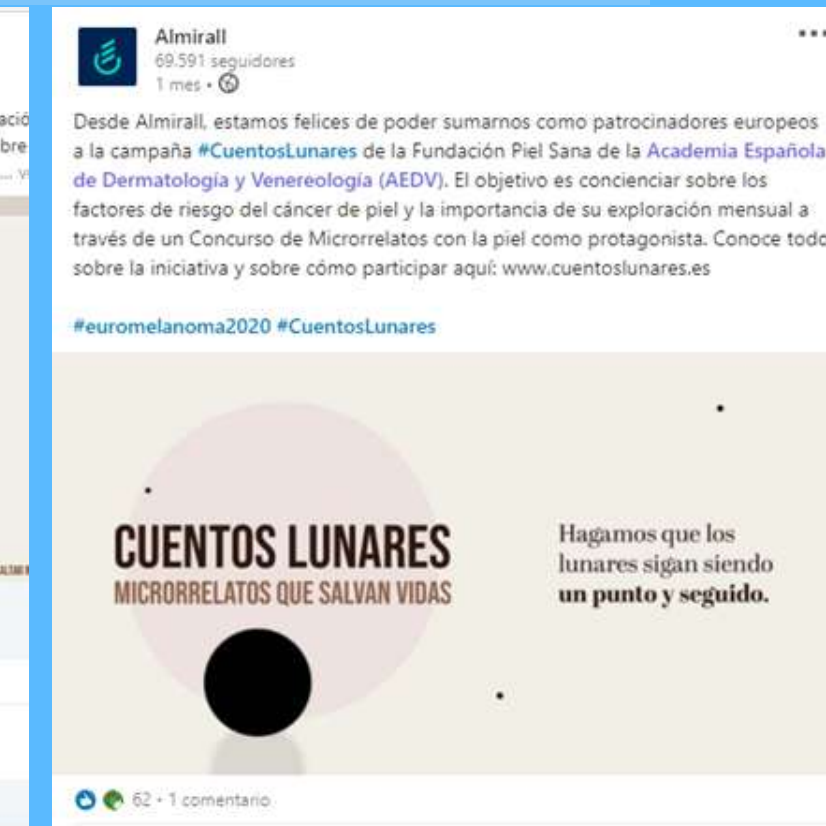 Almirall
69.591 seguidores
1 mes •
Desde Almirall, estamos felices de poder sumarnos como patrocinadores europeos
a la campaña #CuentosLunares de la Fundación Piel Sana de la Academia Española
de Dermatología y Venereología (AEDV). El objetivo es concienciar sobre los
factores de riesgo del cáncer de piel y la importancia de su exploración mensual a
través de un Concurso de Microrrelatos con la piel como protagonista. Conoce todo
sobre la iniciativa y sobre cómo participar aquí: www.cuentoslunares.es
#euromelanoma2020 #CuentosLunares
CUENTOS LUNARES
MICRORRELATOS QUE SALVAN VIDAS
Hagamos que los
lunares sigan siendo
un punto y seguido.
62 • 1 comentario